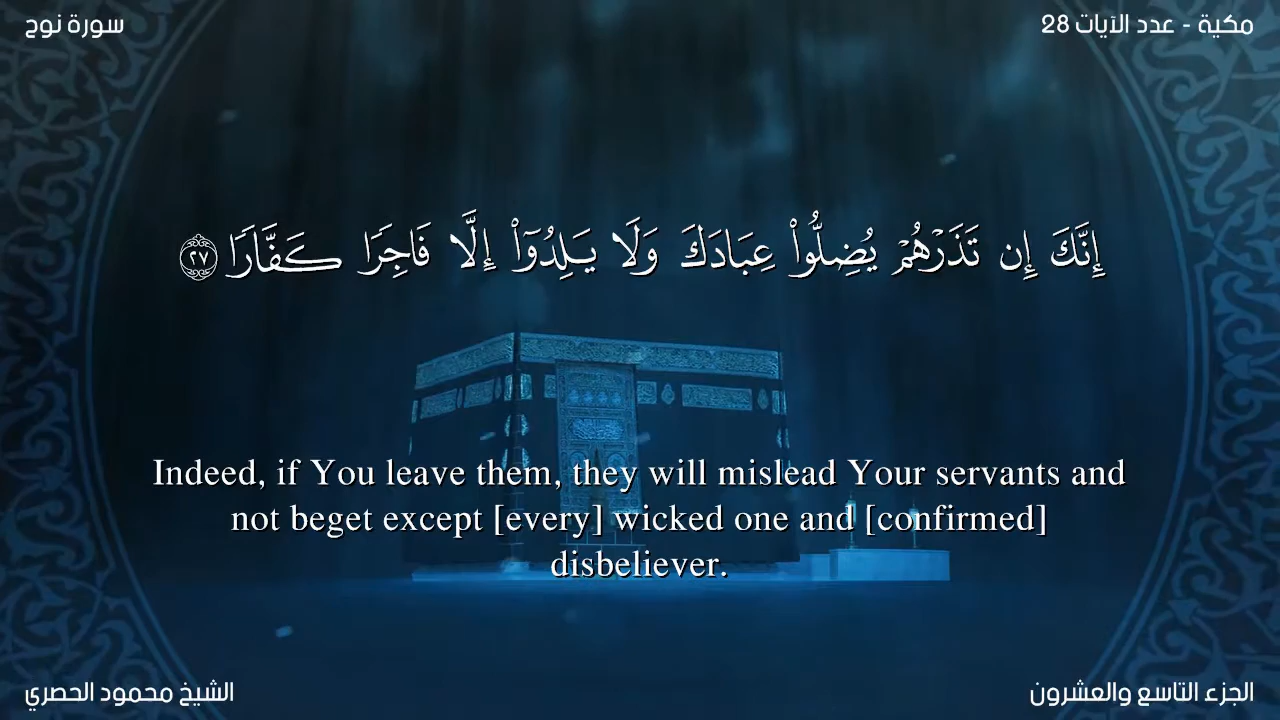 سورة نوح
مكية - عدد الآيات 28
إِنَّكَ إِن تَذَرْهُمْ يُضِلُّوا۟ عِبَادَكَ وَلَا يَلِدُوٓا۟ إِلَّا فَاجِرًا كَفَّارًا ٢٧
Indeed, if You leave them, they will mislead Your servants and
not beget except [every] wicked one and [confirmed]
disbeliever.
الشيخ محمود الحصري
الجزء التاسع والعشرون